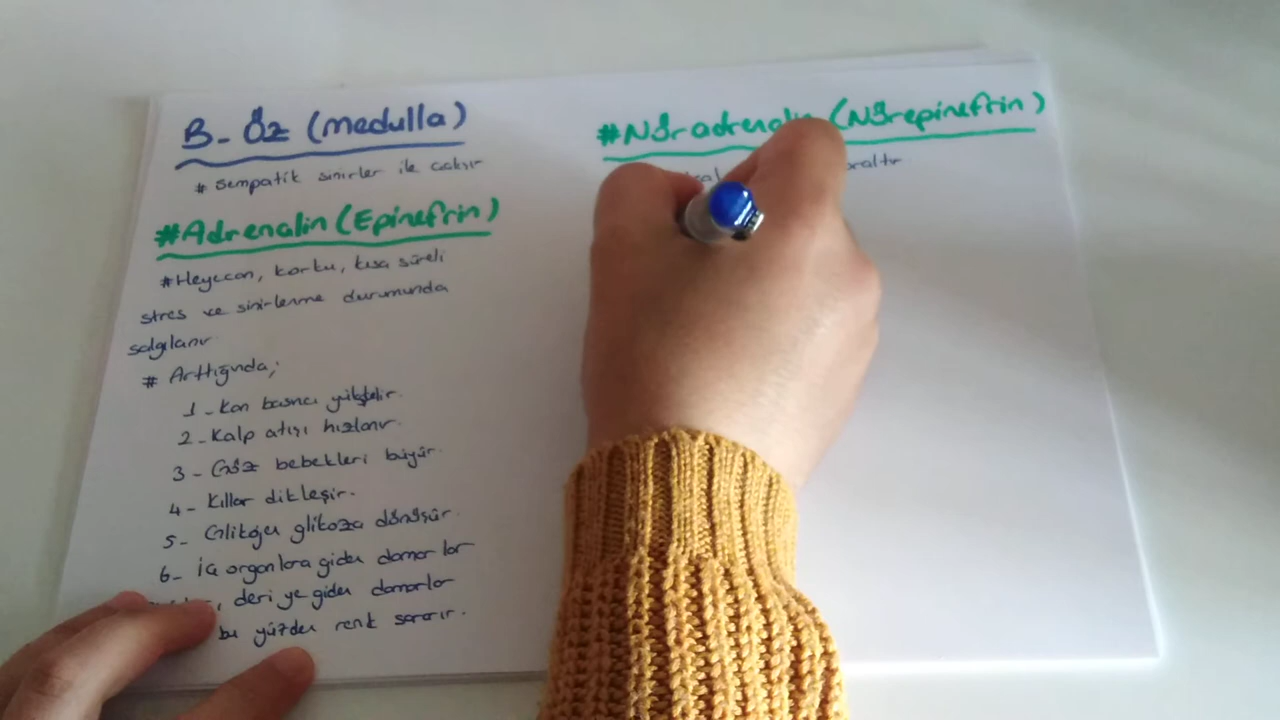 B- Öz (medulla)
# Sempatik sinirler ile çalışır
#Adrenalin (Epinefrin)
#Heyecan, korku, kısa süreli
stres ve sinirlenme durumunda
salgılanır
# Arttığında;
1- Kan basıncı yükselir.
2- Kalp atışı hızlanır.
3- Göz bebekleri büyür.
4- Kıllar dikleşir.
5- Glikojen glikoza dönüşür.
6- İç organlara giden damarlar
, deriye giden damarlar
bu yüzden renk sararır.
#Nöradrenalin (Nörepinefrin)